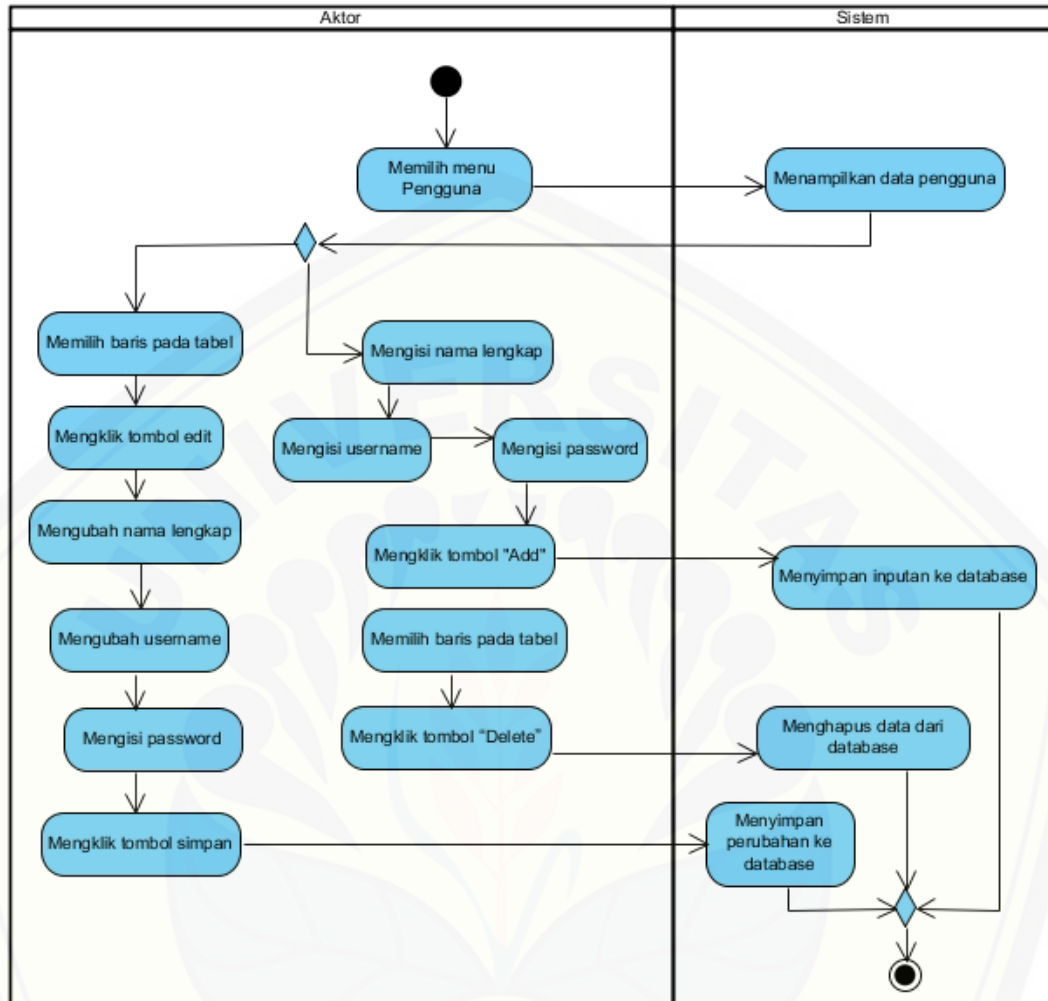 Aktor
Sistem
Memilih menu
Pengguna
Menampilkan data pengguna
Memilih baris pada tabel
Mengisi nama lengkap
Mengklik tombol edit
Mengisi username
Mengisi password
Mengubah nama lengkap
Mengklik tombol "Add"
Menyimpan inputan ke database
Mengubah username
Memilih baris pada tabel
Mengisi password
Mengklik tombol “Delete”
Menghapus data dari
database
Mengklik tombol simpan
Menyimpan
perubahan ke
database
UNIVERSITAS